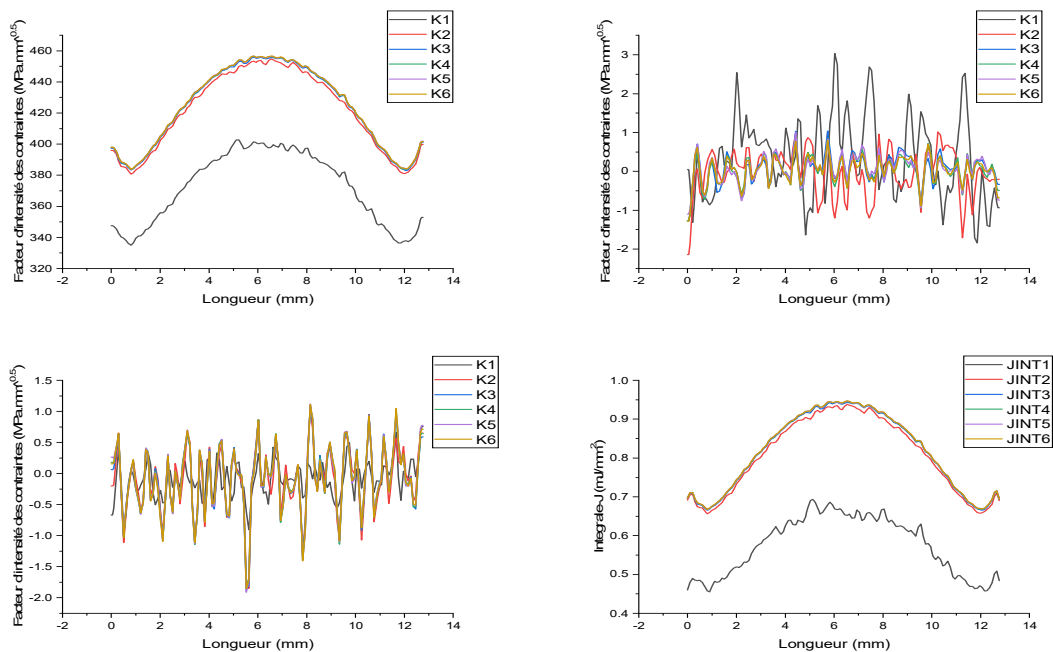 K1
K2
K3
K4
K5
K6
Facteur d'intensité des contraintes (MPa.mm^0.5)
460
440
420
400
380
360
340
320
-2 0 2 4 6 8 10 12 14
Longueur (mm)
K1
K2
K3
K4
K5
K6
Facteur d'intensité des contraintes (MPa.mm^0.5)
3
2
1
0
-1
-2
-2 0 2 4 6 8 10 12 14
Longueur (mm)
K1
K2
K3
K4
K5
K6
Facteur d'intensité des contraintes (MPa.mm^0.5)
1.5
1.0
0.5
0.0
-0.5
-1.0
-1.5
-2.0
-2 0 2 4 6 8 10 12 14
Longueur (mm)
JINT1
JINT2
JINT3
JINT4
JINT5
JINT6
Integrale-J (mJ/mm²)
1.0
0.9
0.8
0.7
0.6
0.5
0.4
-2 0 2 4 6 8 10 12 14
Longueur (mm)